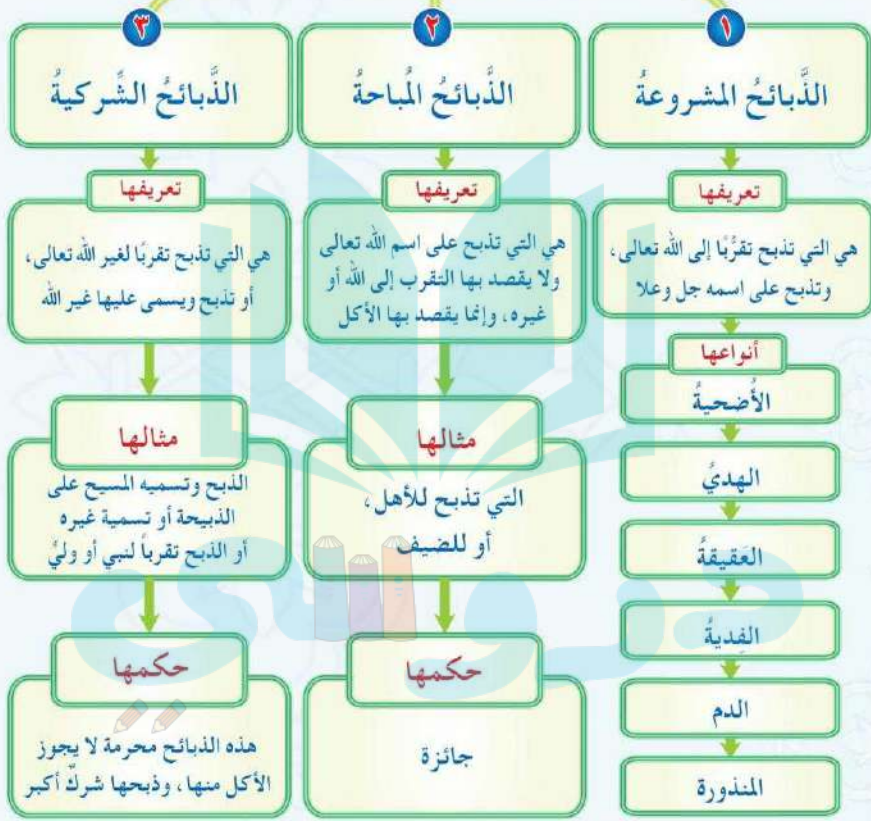 ١
الذَّبائحُ المشروعةُ
تعريفها
هي التي تذبح تقرُّبًا إلى الله تعالى،
وتذبح على اسمه جل وعلا
أنواعها
الأُضحيةُ
الهديُ
العَقيقةُ
الفِديةُ
الدم
المنذورة
٢
الذَّبائحُ المُباحةُ
تعريفها
هي التي تذبح على اسم الله تعالى
ولا يقصد بها التقرب إلى الله أو
غيره، وإنما يقصد بها الأكل
مثالها
التي تذبح للأهل،
أو للضيف
حكمها
جائزة
٣
الذَّبائحُ الشِّركيةُ
تعريفها
هي التي تذبح تقربًا لغير الله تعالى،
أو تذبح ويسمى عليها غير الله
مثالها
الذبح وتسميه المسيح على
الذبيحة أو تسمية غيره
أو الذبح تقرباً لنبي أو وليٍّ
حكمها
هذه الذبائح محرمة لا يجوز
الأكل منها، وذبحها شركٌ أكبر